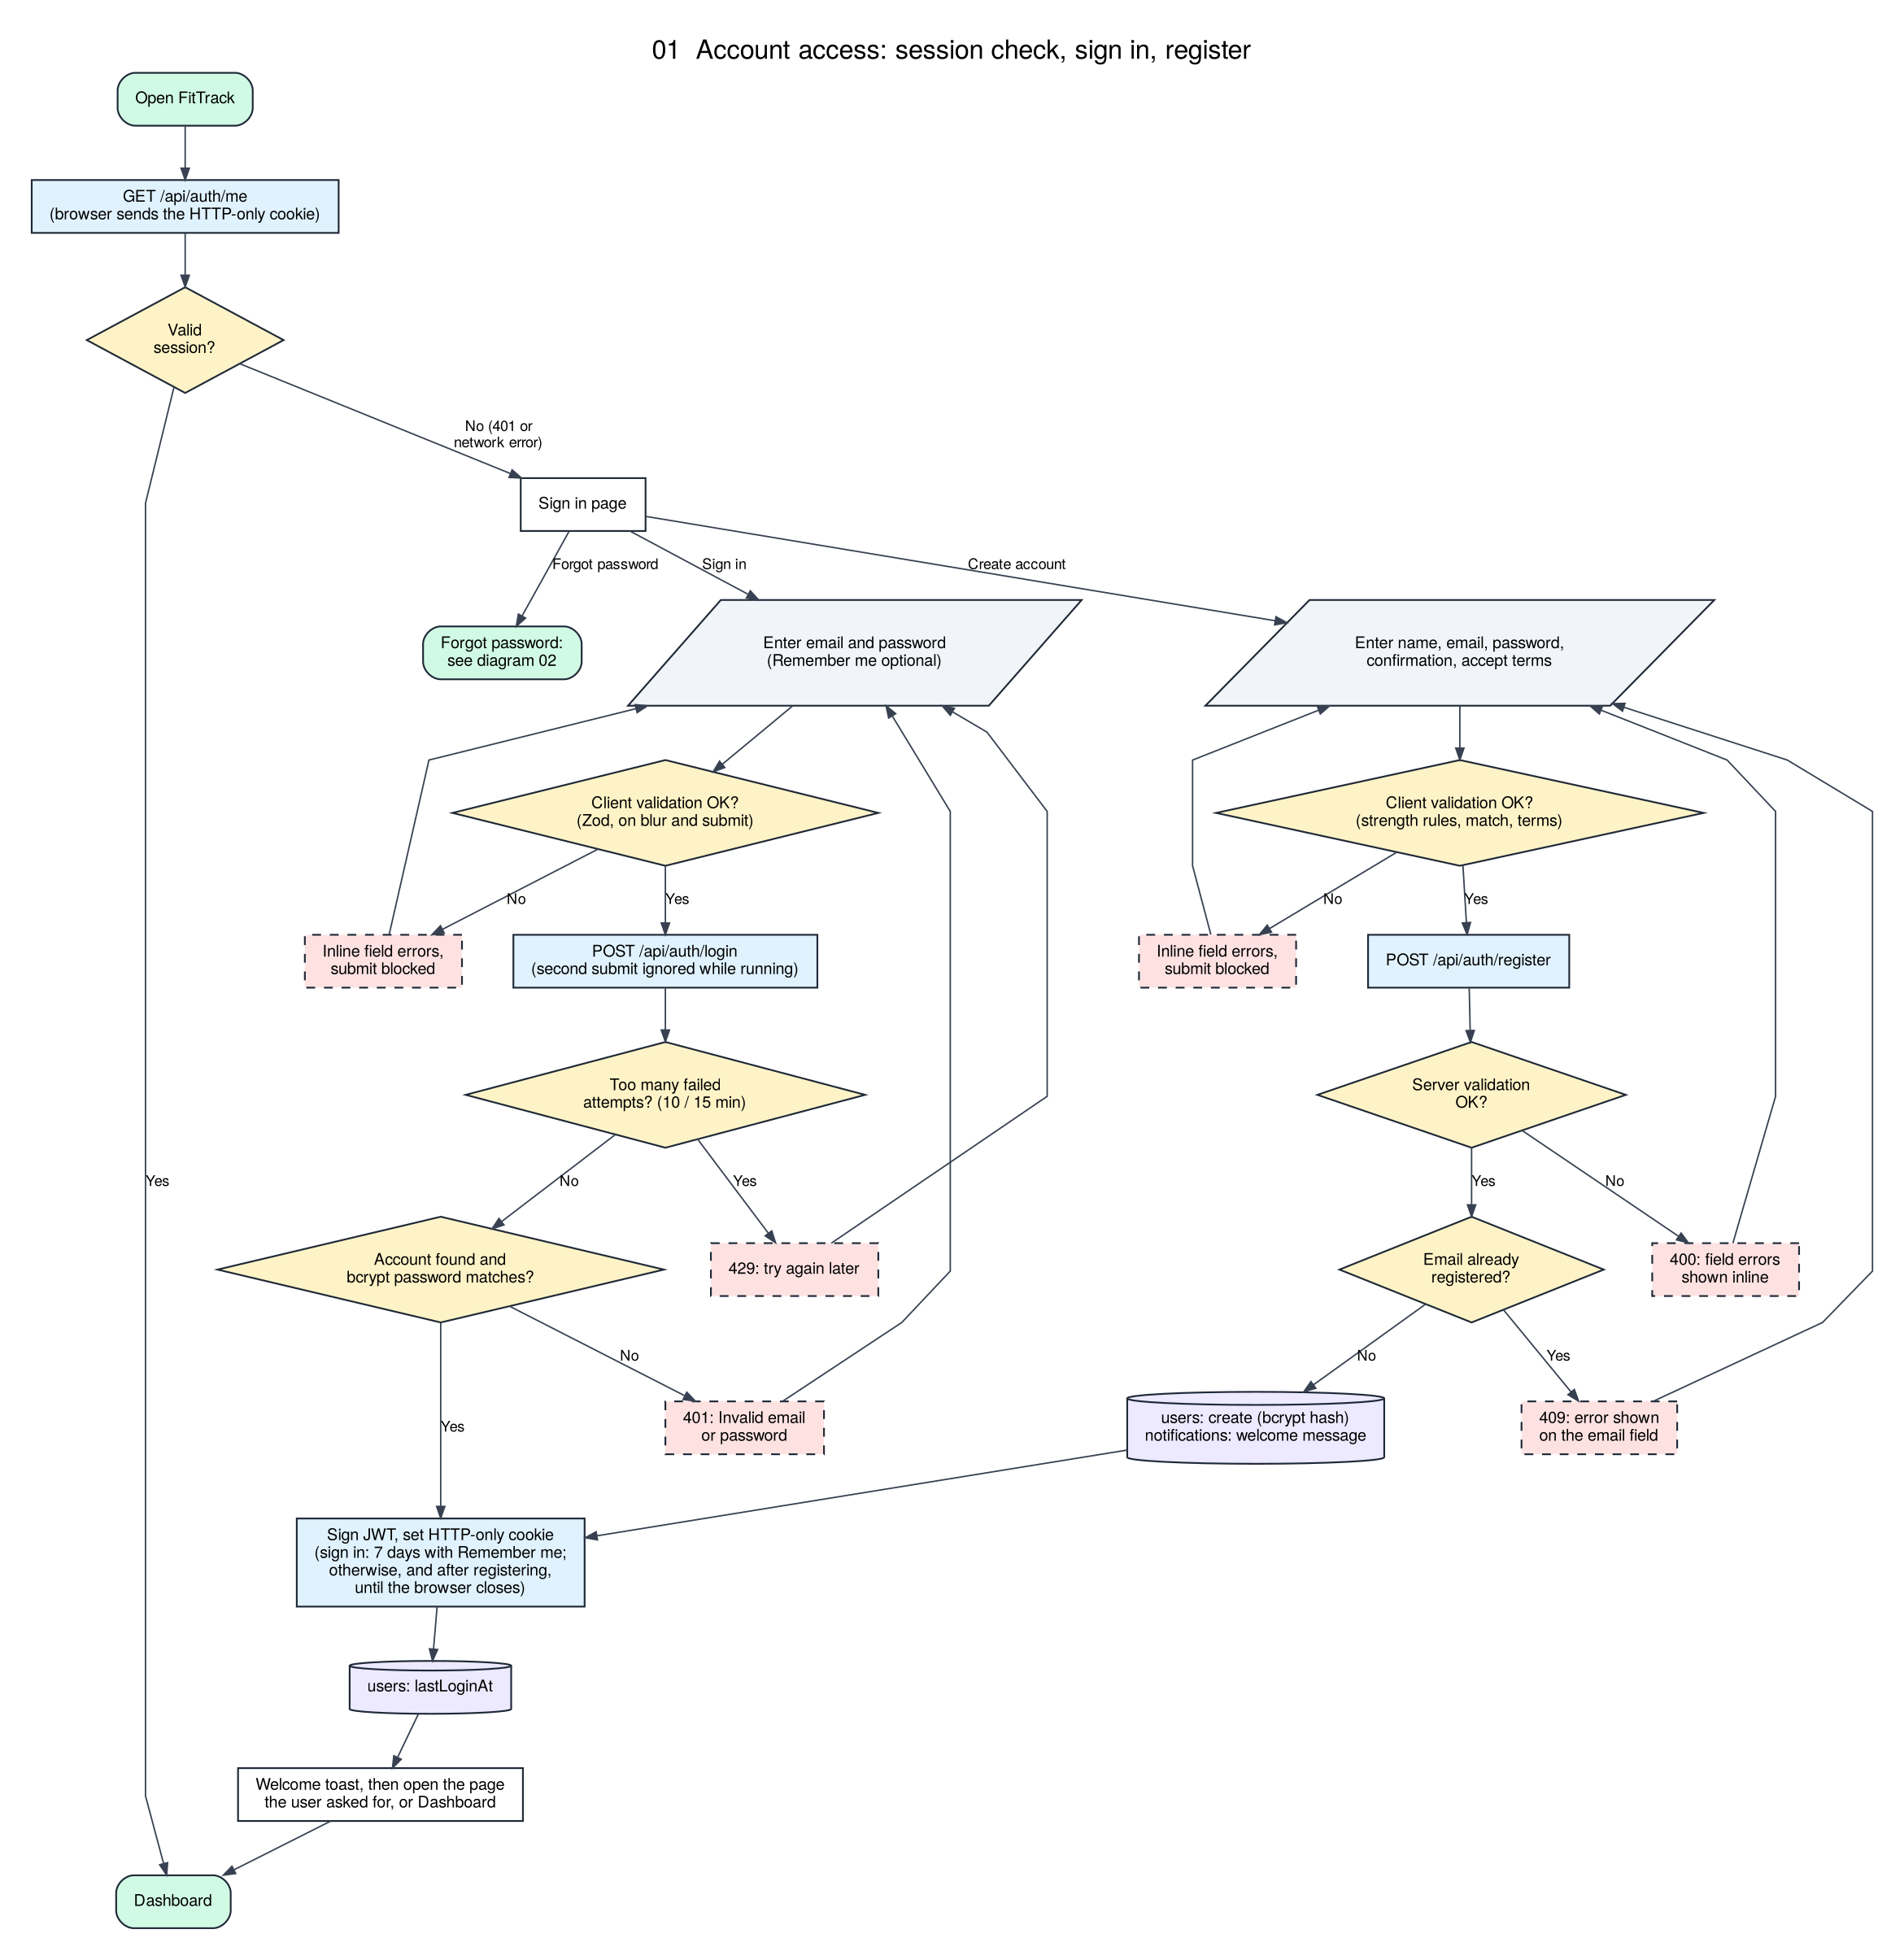 01  Account access: session check, sign in, register
Open FitTrack
GET /api/auth/me
(browser sends the HTTP-only cookie)
Valid
session?
No (401 or
network error)
Sign in page
Forgot password
Sign in
Create account
Forgot password:
see diagram 02
Enter email and password
(Remember me optional)
Enter name, email, password,
confirmation, accept terms
Client validation OK?
(Zod, on blur and submit)
Client validation OK?
(strength rules, match, terms)
No
Yes
No
Yes
Inline field errors,
submit blocked
POST /api/auth/login
(second submit ignored while running)
Inline field errors,
submit blocked
POST /api/auth/register
Too many failed
attempts? (10 / 15 min)
Server validation
OK?
Yes
No
Yes
Yes
No
Account found and
bcrypt password matches?
429: try again later
Email already
registered?
400: field errors
shown inline
No
No
Yes
Yes
401: Invalid email
or password
users: create (bcrypt hash)
notifications: welcome message
409: error shown
on the email field
Sign JWT, set HTTP-only cookie
(sign in: 7 days with Remember me;
otherwise, and after registering,
until the browser closes)
users: lastLoginAt
Welcome toast, then open the page
the user asked for, or Dashboard
Dashboard